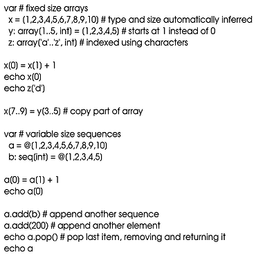 var # fixed size arrays
x = (1,2,3,4,5,6,7,8,9,10) # type and size automatically inferred
y: array(1..5, int) = (1,2,3,4,5) # starts at 1 instead of 0
z: array('a'..'z', int) # indexed using characters
x(0) = x(1) + 1
echo x(0)
echo z('d')
x(7..9) = y(3..5) # copy part of array
var # variable size sequences
a = @(1,2,3,4,5,6,7,8,9,10)
b: seq(int) = @(1,2,3,4,5)
a(0) = a(1) + 1
echo a(0)
a.add(b) # append another sequence
a.add(200) # append another element
echo a.pop() # pop last item, removing and returning it
echo a